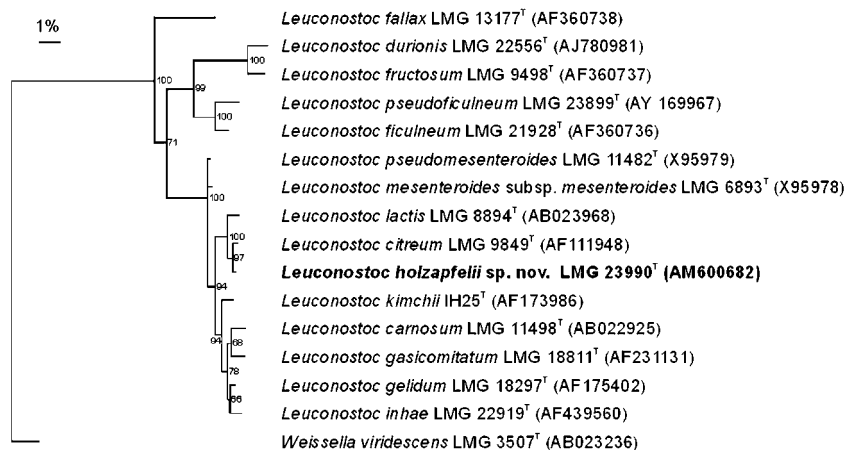 1%
Leuconostoc fallax LMG 13177ᵀ (AF360738)
Leuconostoc durionis LMG 22556ᵀ (AJ780981)
100
Leuconostoc fructosum LMG 9498ᵀ (AF360737)
100
99
Leuconostoc pseudoficulneum LMG 23899ᵀ (AY 169967)
100
Leuconostoc ficulneum LMG 21928ᵀ (AF360736)
71
Leuconostoc pseudomesenteroides LMG 11482ᵀ (X95979)
Leuconostoc mesenteroides subsp. mesenteroides LMG 6893ᵀ (X95978)
100
Leuconostoc lactis LMG 8894ᵀ (AB023968)
100
Leuconostoc citreum LMG 9849ᵀ (AF111948)
97
Leuconostoc holzapfelii sp. nov. LMG 23990ᵀ (AM600682)
94
Leuconostoc kimchii IH25ᵀ (AF173986)
Leuconostoc carnosum LMG 11498ᵀ (AB022925)
94
68
Leuconostoc gasicomitatum LMG 18811ᵀ (AF231131)
78
Leuconostoc gelidum LMG 18297ᵀ (AF175402)
Leuconostoc inhae LMG 22919ᵀ (AF439560)
Weissella viridescens LMG 3507ᵀ (AB023236)